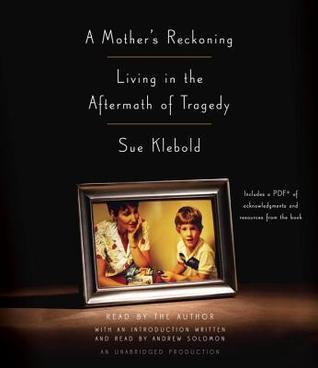 A Mother's Reckoning
Living in the
Aftermath of Tragedy
Sue Klebold
Includes a PDF* of
acknowledgments and
resources from the book
READ BY THE AUTHOR
WITH AN INTRODUCTION WRITTEN
AND READ BY ANDREW SOLOMON
AN UNABRIDGED PRODUCTION